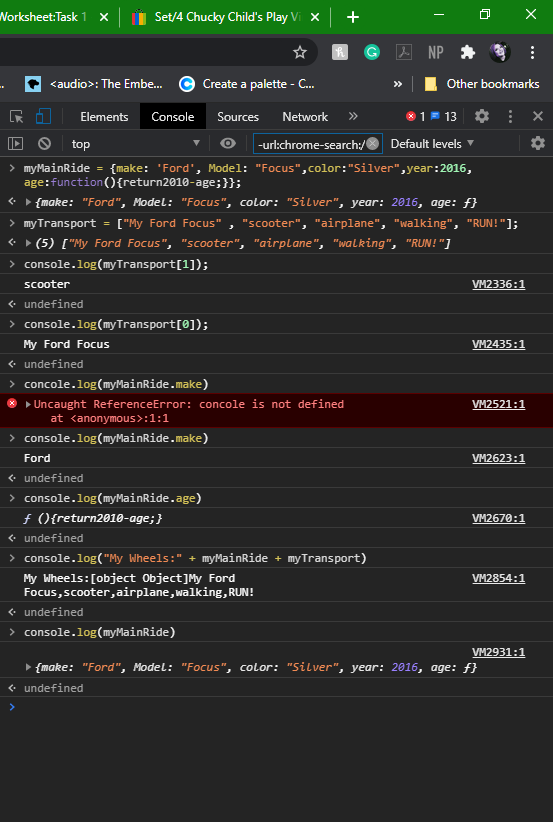 Worksheet:Task 1
Set/4 Chucky Child's Play Vi
NP
<audio>: The Embe...
Create a palette - C...
»
Other bookmarks
Elements
Console
Sources
Network
»
1
13
top
-url:chrome-search:/
Default levels
myMainRide = {make: 'Ford', Model: "Focus",color:"Silver",year:2016,
age:function(){return2010-age;}};
{make: "Ford", Model: "Focus", color: "Silver", year: 2016, age: ƒ}
myTransport = ["My Ford Focus" , "scooter", "airplane", "walking", "RUN!"];
(5) ["My Ford Focus", "scooter", "airplane", "walking", "RUN!"]
console.log(myTransport[1]);
scooter VM2336:1
undefined
console.log(myTransport[0]);
My Ford Focus VM2435:1
undefined
concole.log(myMainRide.make)
Uncaught ReferenceError: concole is not defined VM2521:1
at <anonymous>:1:1
console.log(myMainRide.make)
Ford VM2623:1
undefined
console.log(myMainRide.age)
ƒ (){return2010-age;} VM2670:1
undefined
console.log("My Wheels:" + myMainRide + myTransport)
My Wheels:[object Object]My Ford VM2854:1
Focus,scooter,airplane,walking,RUN!
undefined
console.log(myMainRide)
VM2931:1
{make: "Ford", Model: "Focus", color: "Silver", year: 2016, age: ƒ}
undefined